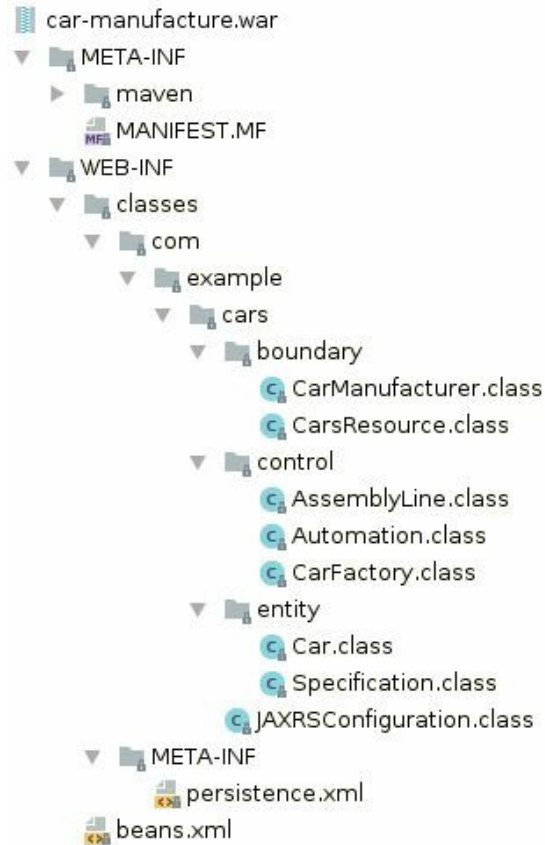 car-manufacture.war
META-INF
maven
MANIFEST.MF
WEB-INF
classes
com
example
cars
boundary
CarManufacturer.class
CarsResource.class
control
AssemblyLine.class
Automation.class
CarFactory.class
entity
Car.class
Specification.class
JAXRSConfiguration.class
META-INF
persistence.xml
beans.xml